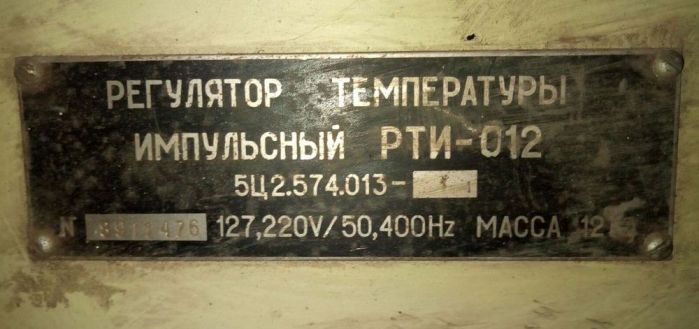 РЕГУЛЯТОР ТЕМПЕРАТУРЫ
ИМПУЛЬСНЫЙ РТИ-012
5Ц2.574.013-
N 127,220V/50,400Hz МАССА